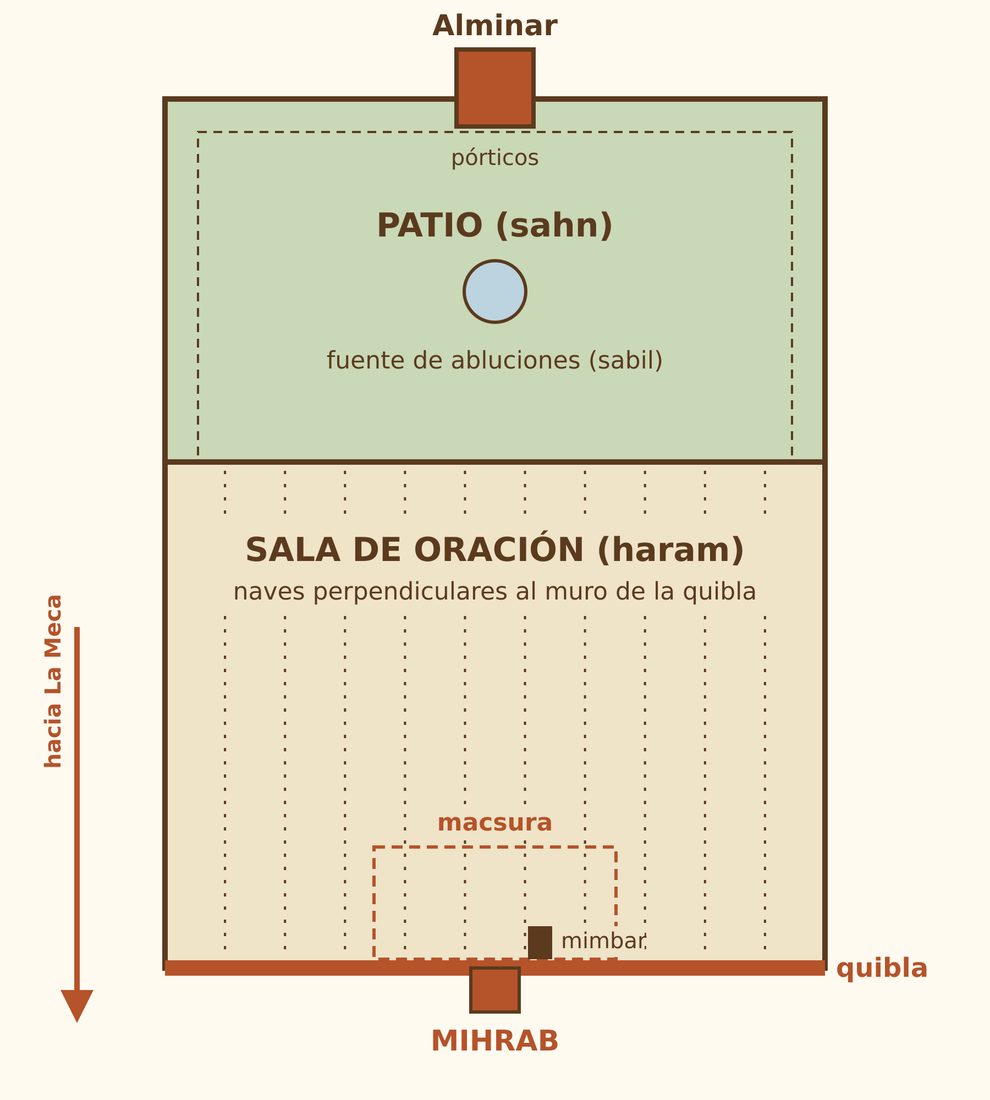 Alminar
pórticos
PATIO (sahn)
fuente de abluciones (sabil)
SALA DE ORACIÓN (haram)
naves perpendiculares al muro de la quibla
hacia La Meca
macsura
mimbar
quibla
MIHRAB